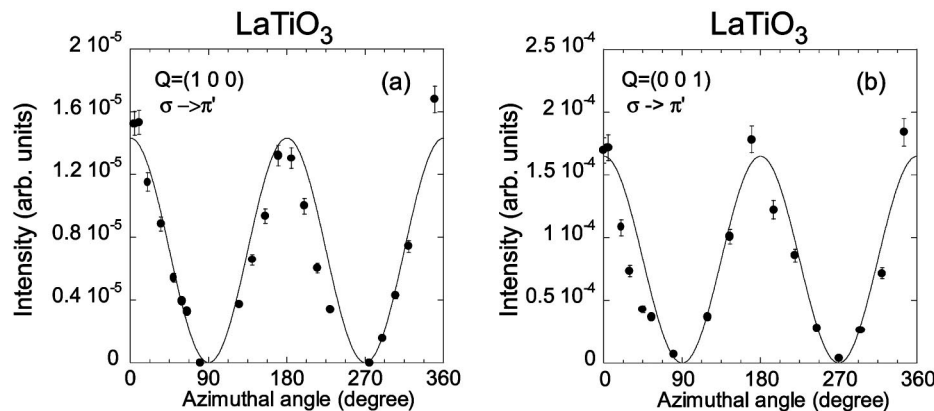 LaTiO3
Intensity (arb. units)
2 10-5
1.6 10-5
1.2 10-5
0.8 10-5
0.4 10-5
0
Q=(1 0 0)
σ −>π'
(a)
0
90
180
270
360
Azimuthal angle (degree)
LaTiO3
Intensity (arb. units)
2.5 10-4
2 10-4
1.5 10-4
1 10-4
0.5 10-4
0
Q=(0 0 1)
σ -> π'
(b)
0
90
180
270
360
Azimuthal angle (degree)